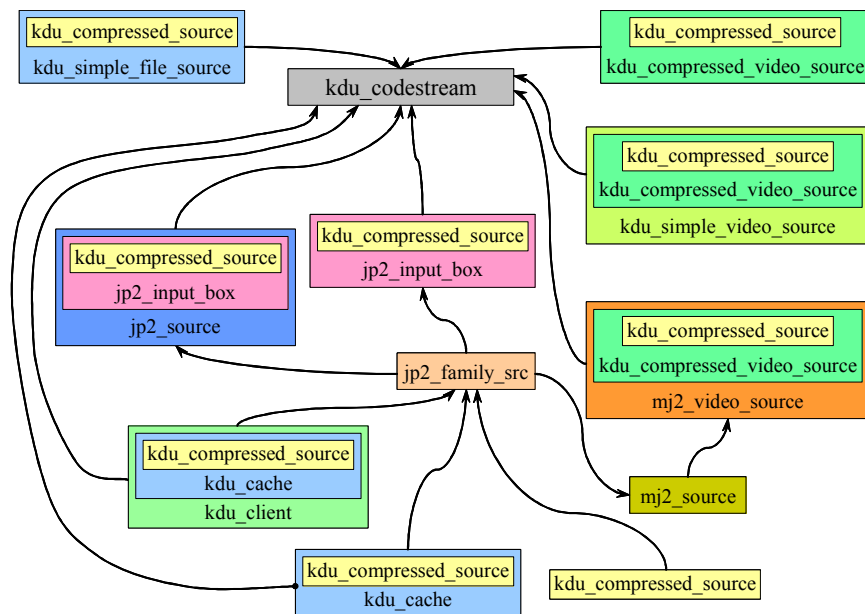 kdu_compressed_source
kdu_simple_file_source
kdu_compressed_source
kdu_compressed_video_source
kdu_codestream
kdu_compressed_source
kdu_compressed_video_source
kdu_simple_video_source
kdu_compressed_source
jp2_input_box
kdu_compressed_source
jp2_input_box
jp2_source
kdu_compressed_source
kdu_compressed_video_source
mj2_video_source
jp2_family_src
kdu_compressed_source
kdu_cache
kdu_client
mj2_source
kdu_compressed_source
kdu_cache
kdu_compressed_source